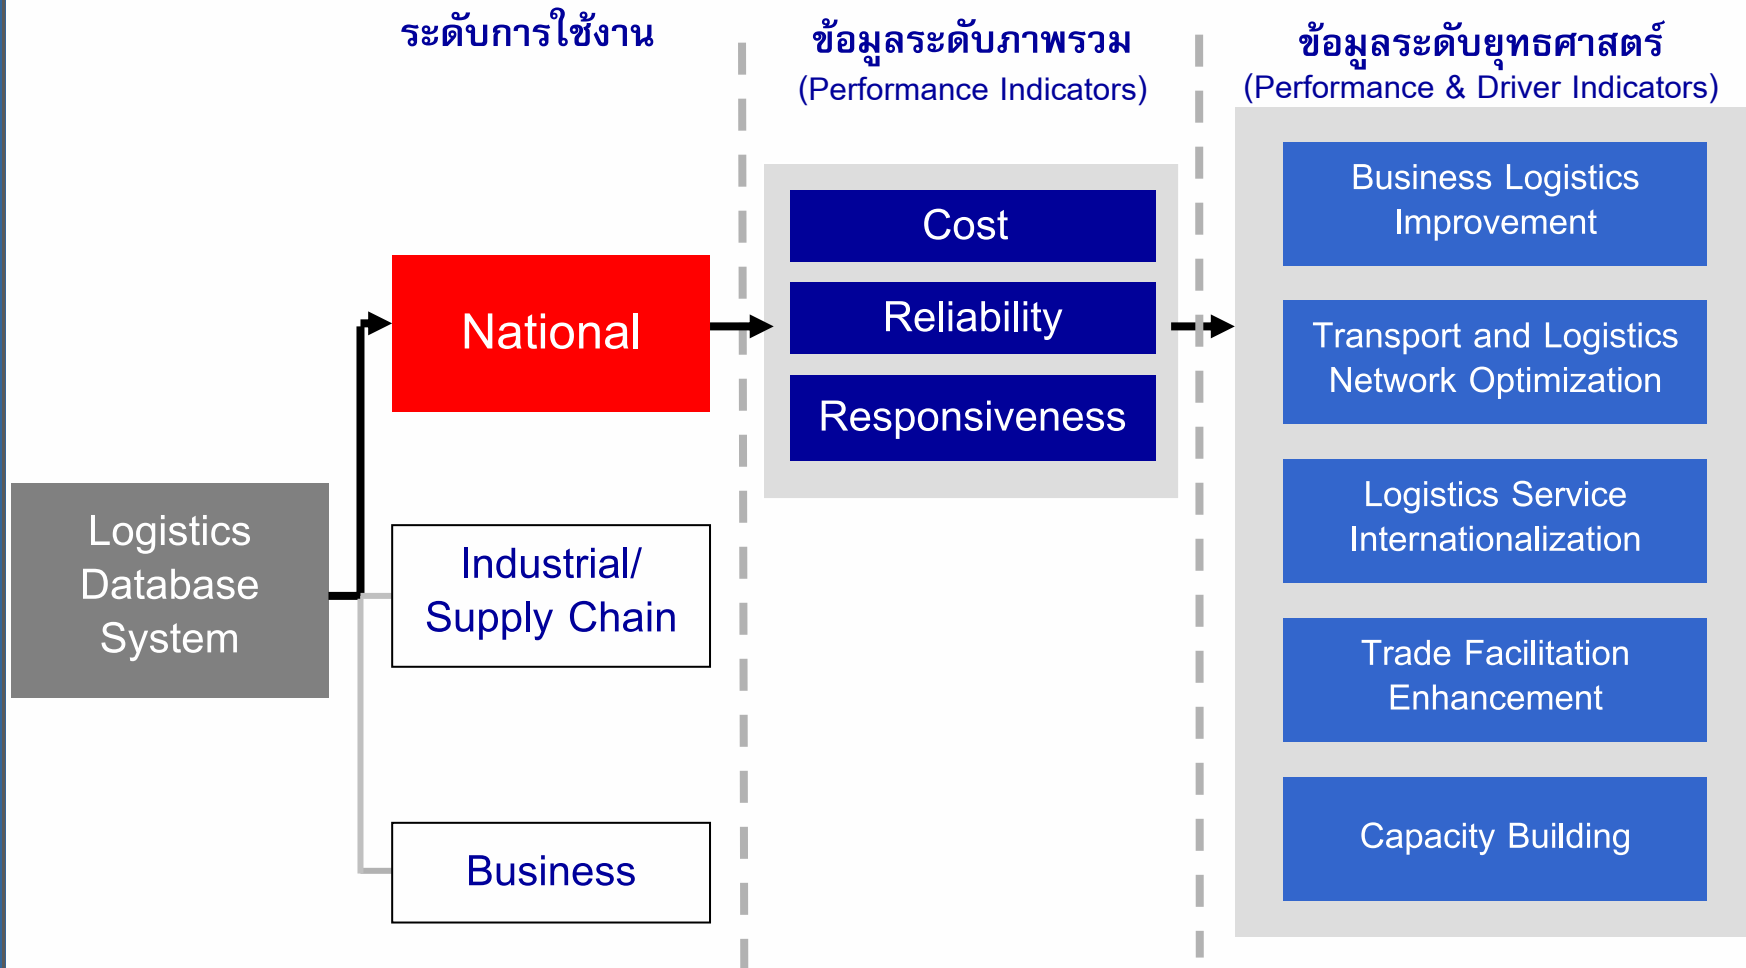 ระดับการใช้งาน
ข้อมูลระดับภาพรวม
(Performance Indicators)
ข้อมูลระดับยุทธศาสตร์
(Performance & Driver Indicators)
Logistics
Database
System
National
Industrial/
Supply Chain
Business
Cost
Reliability
Responsiveness
Business Logistics
Improvement
Transport and Logistics
Network Optimization
Logistics Service
Internationalization
Trade Facilitation
Enhancement
Capacity Building